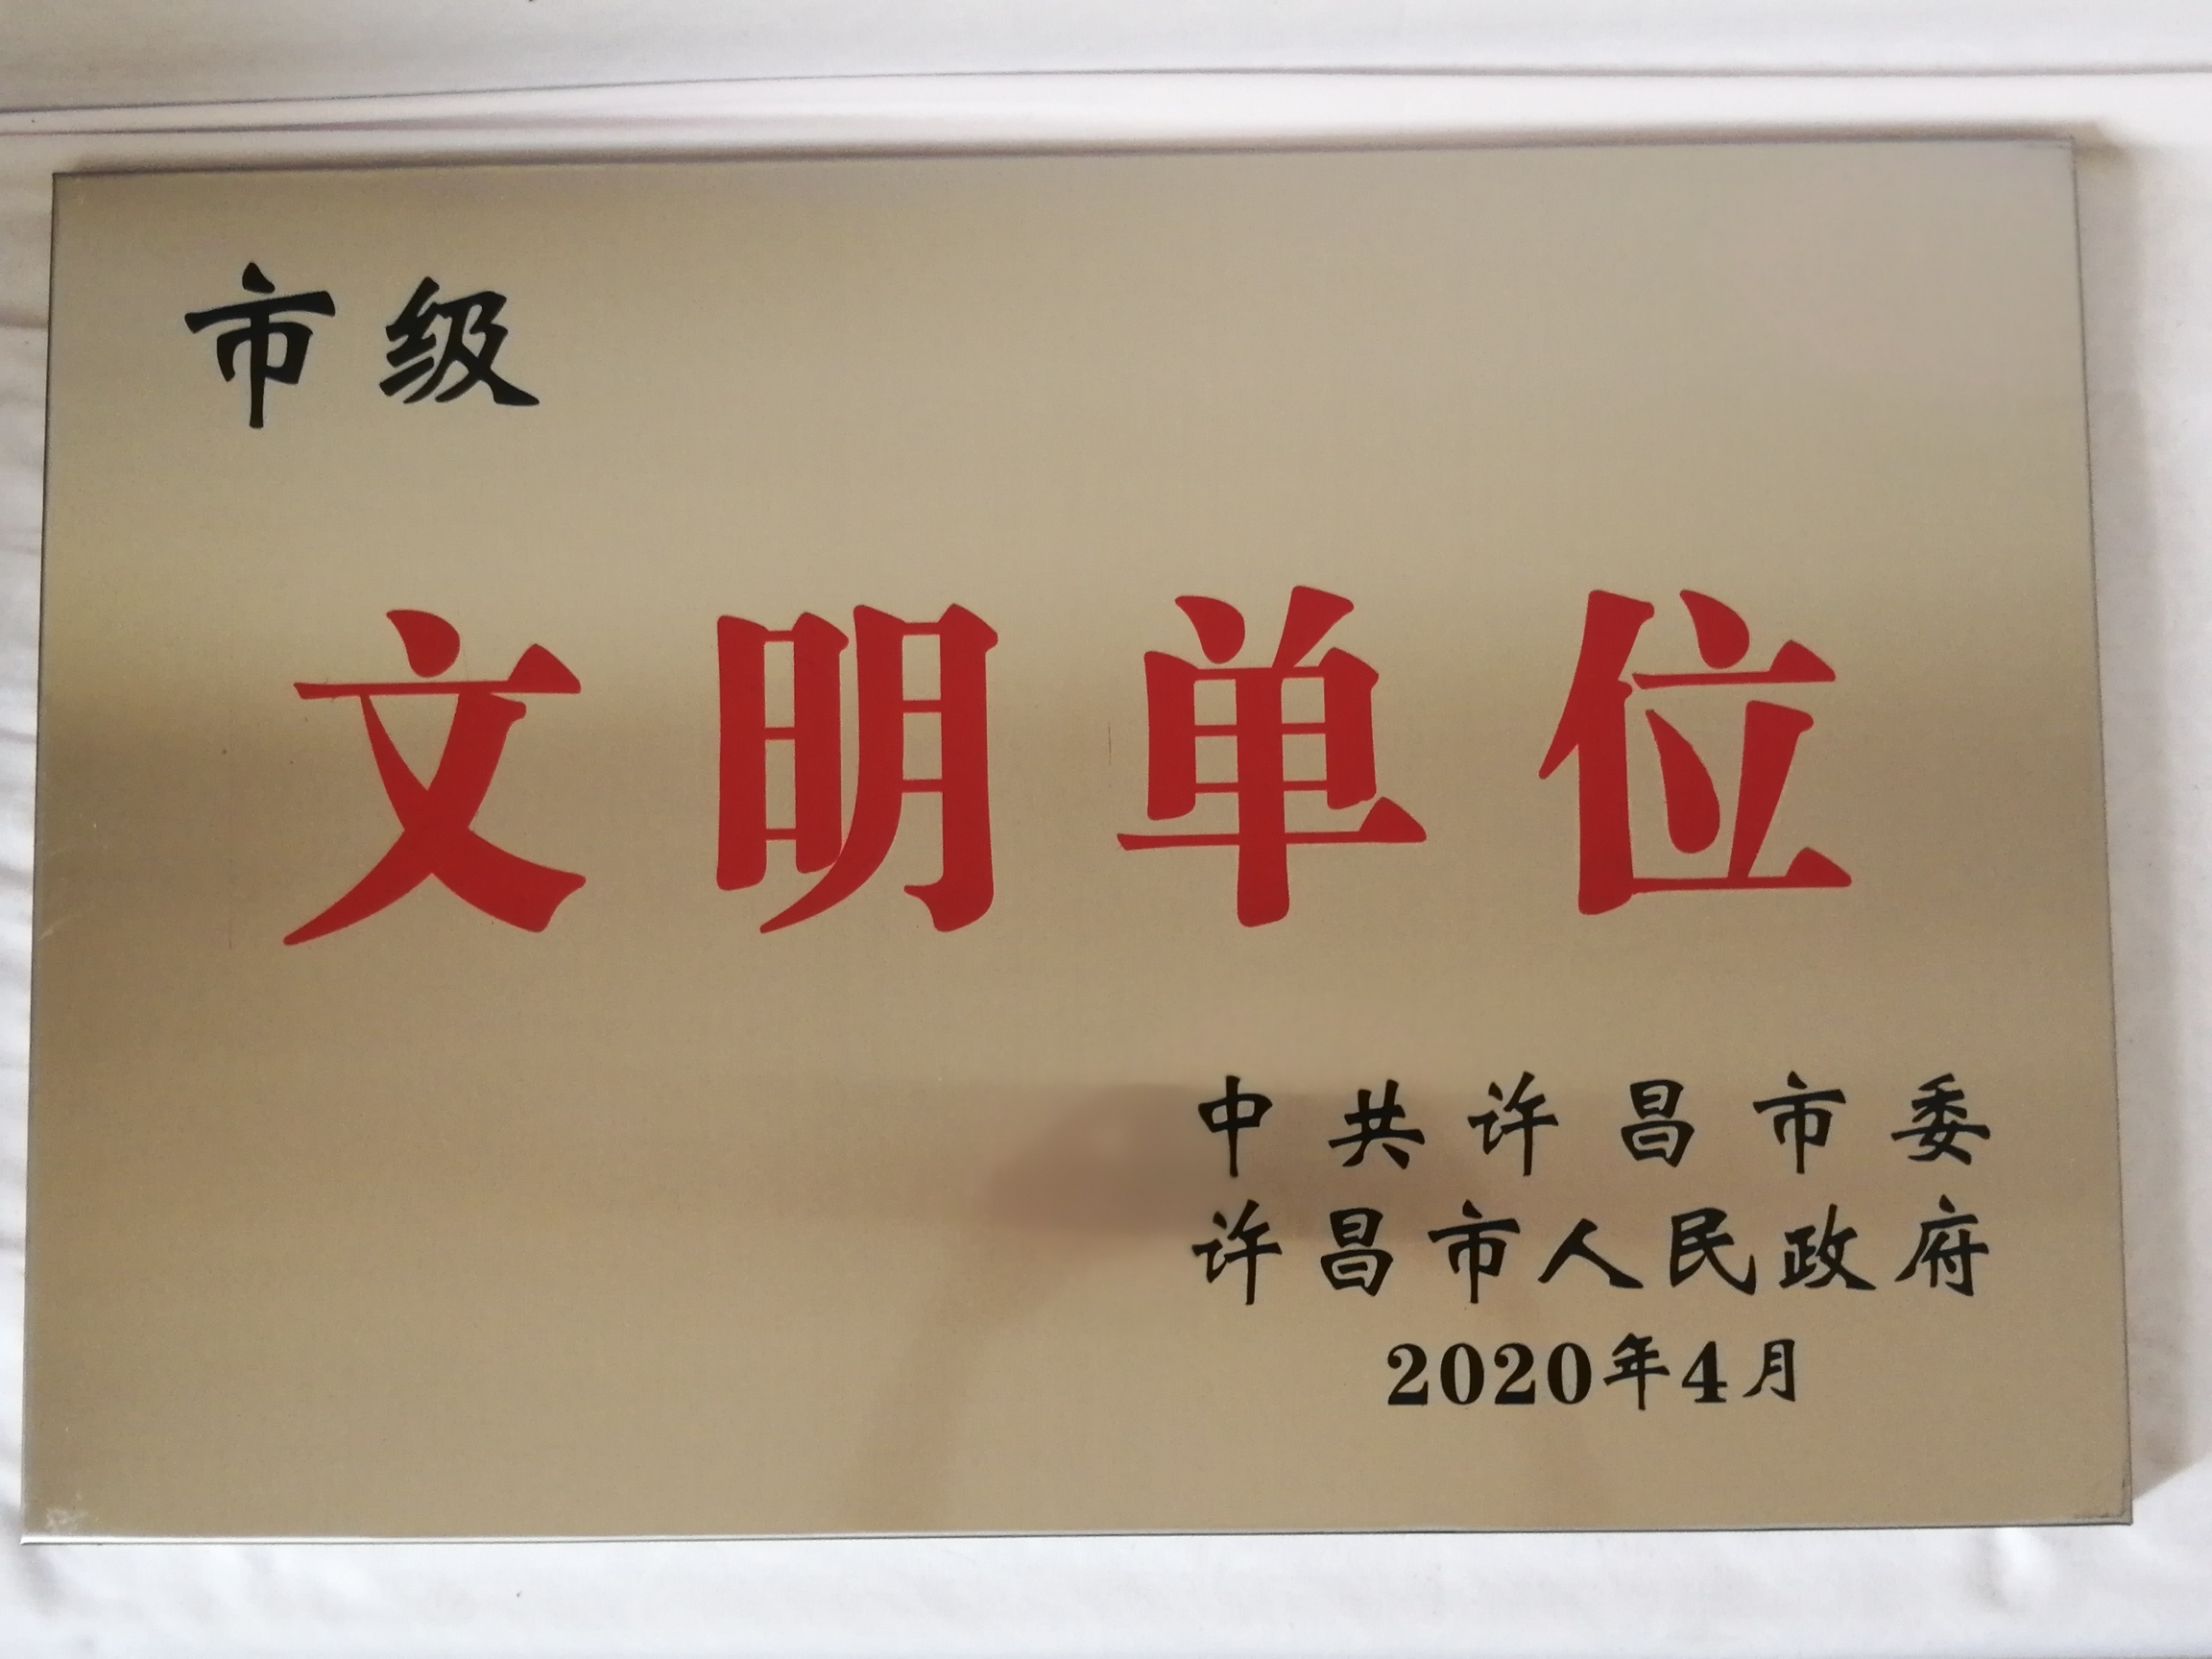 市级
文明单位
中共许昌市委
许昌市人民政府
2020年4月